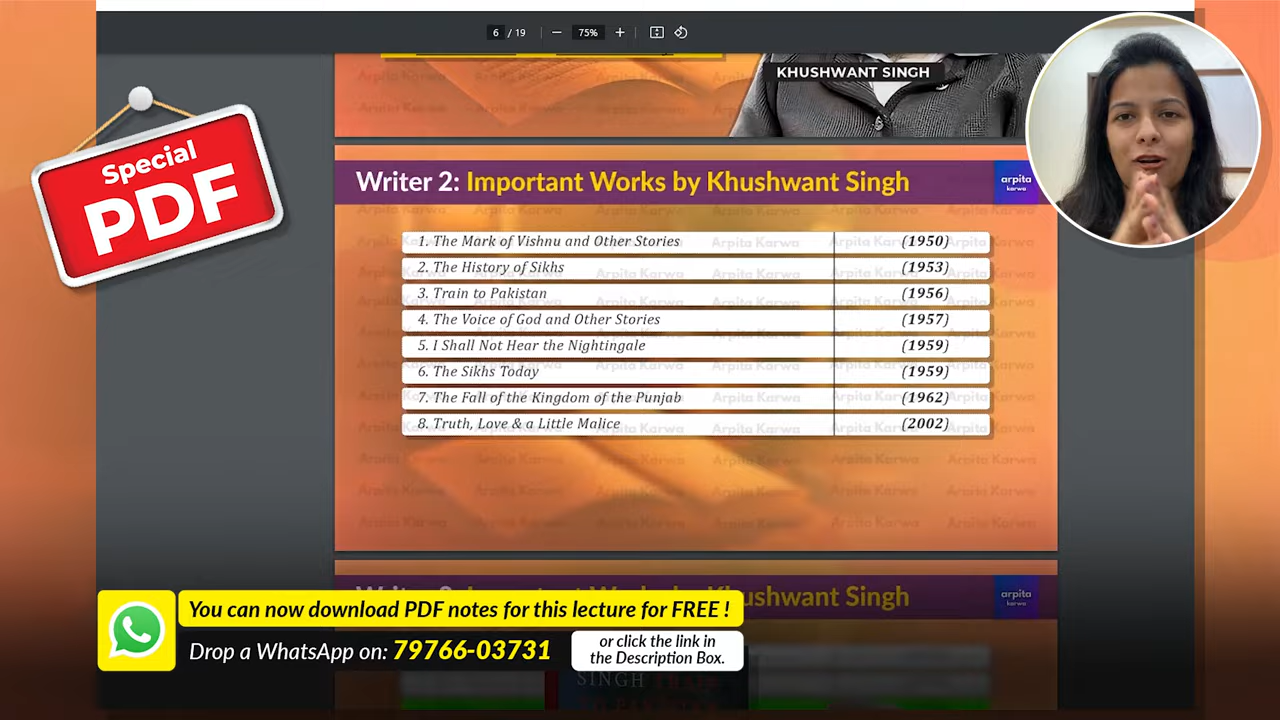 6 / 19
75%
KHUSHWANT SINGH
Special
PDF
Writer 2: Important Works by Khushwant Singh
arpita
karwa
1. The Mark of Vishnu and Other Stories (1950)
2. The History of Sikhs (1953)
3. Train to Pakistan (1956)
4. The Voice of God and Other Stories (1957)
5. I Shall Not Hear the Nightingale (1959)
6. The Sikhs Today (1959)
7. The Fall of the Kingdom of the Punjab (1962)
8. Truth, Love & a Little Malice (2002)
Arpita Karwa
Khushwant Singh
arpita
karwa
You can now download PDF notes for this lecture for FREE !
Drop a WhatsApp on: 79766-03731
or click the link in
the Description Box.
SINGH